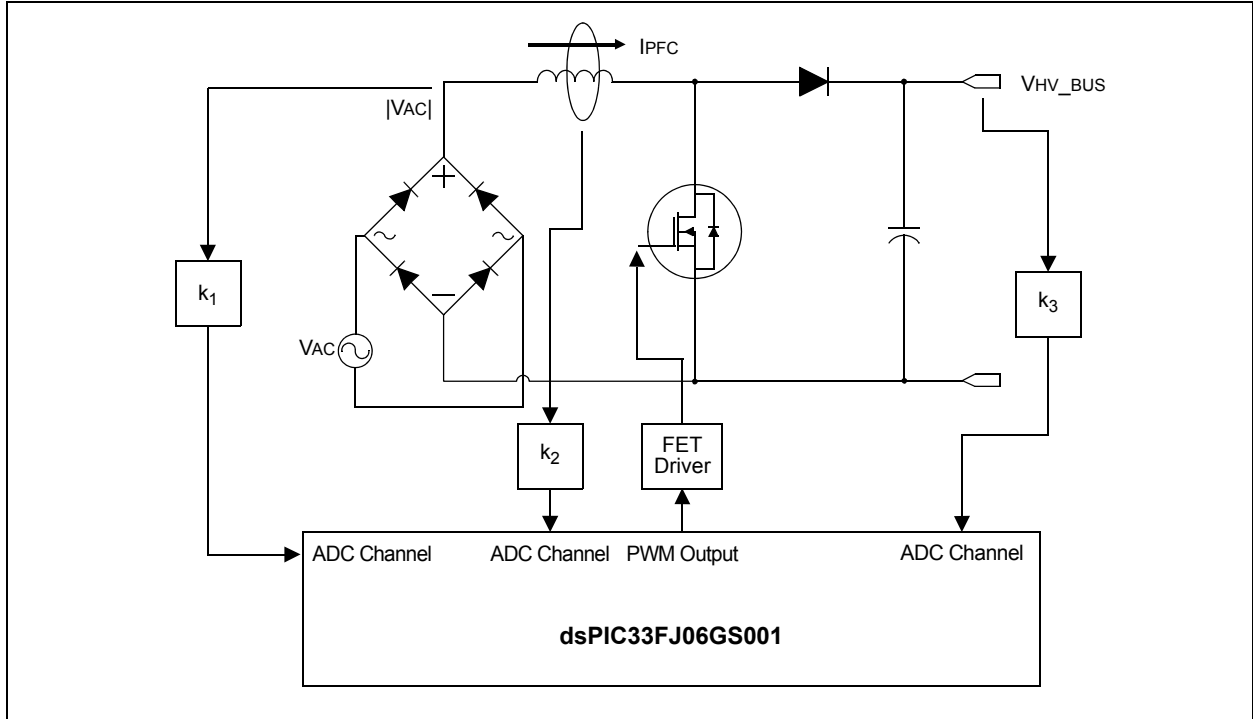 IPFC
VHV_BUS
|VAC|
+
k1
k3
VAC
−
k2
FET
Driver
ADC Channel
ADC Channel
PWM Output
ADC Channel
dsPIC33FJ06GS001